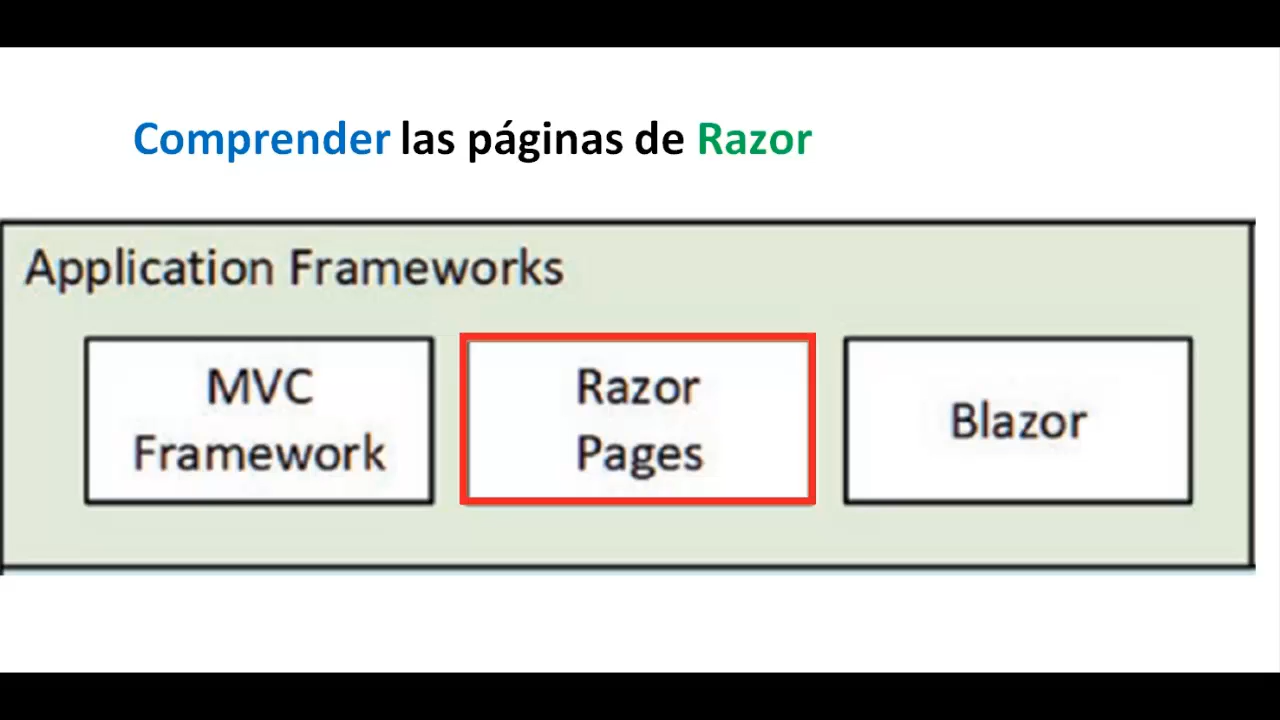 Comprender las páginas de Razor
Application Frameworks
MVC
Framework
Razor
Pages
Blazor